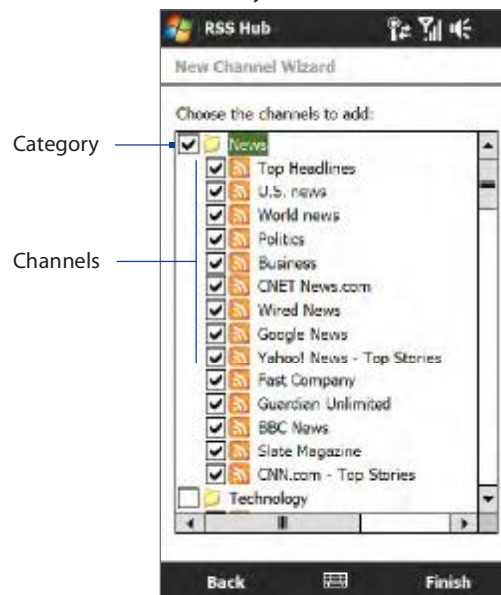 RSS Hub
New Channel Wizard
Choose the channels to add:
Category
News
Top Headlines
U.S. news
World news
Politics
Channels
Business
CNET News.com
Wired News
Google News
Yahoo! News - Top Stories
Fast Company
Guardian Unlimited
BBC News
Slate Magazine
CNN.com - Top Stories
Technology
Back
Finish